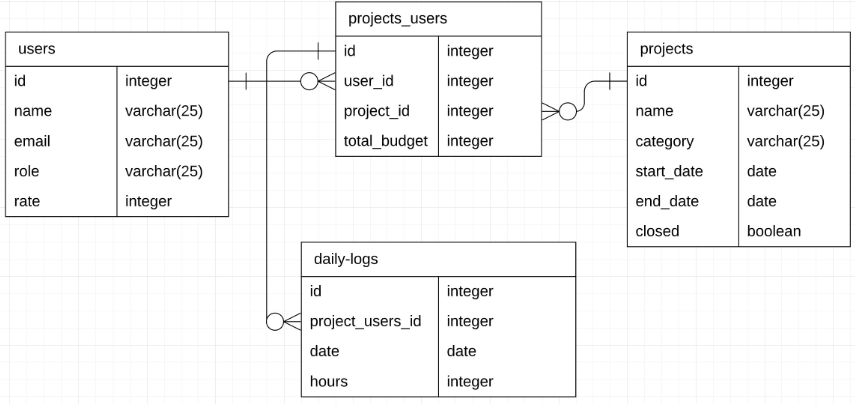 users
id integer
name varchar(25)
email varchar(25)
role varchar(25)
rate integer
projects_users
id integer
user_id integer
project_id integer
total_budget integer
projects
id integer
name varchar(25)
category varchar(25)
start_date date
end_date date
closed boolean
daily-logs
id integer
project_users_id integer
date date
hours integer